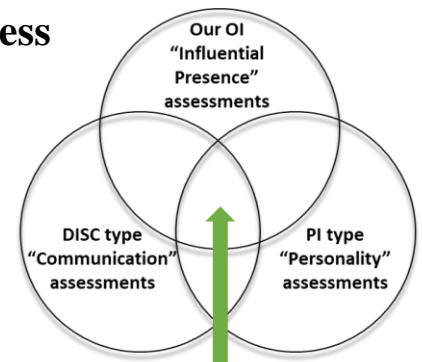 ess
Our OI
“Influential
Presence”
assessments
DISC type
“Communication”
assessments
PI type
“Personality”
assessments